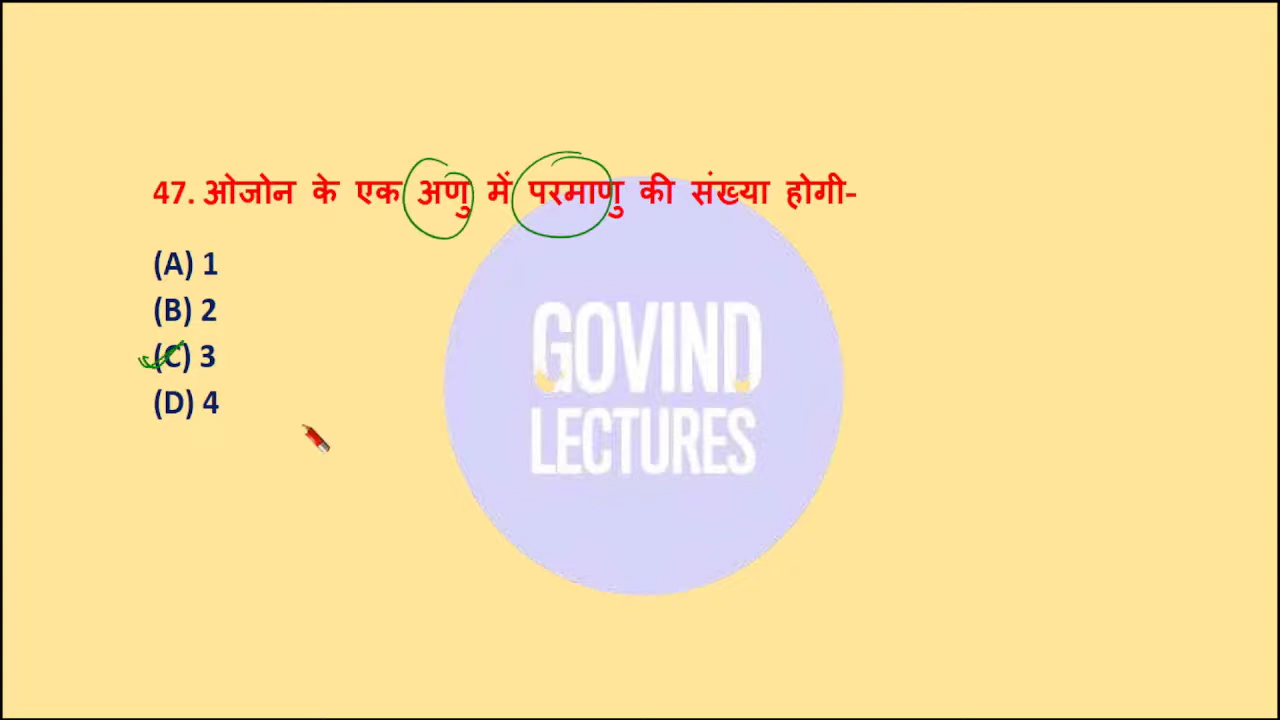 47. ओजोन के एक अणु में परमाणु की संख्या होगी-
(A) 1
(B) 2
(C) 3
(D) 4
GOVIND
LECTURES